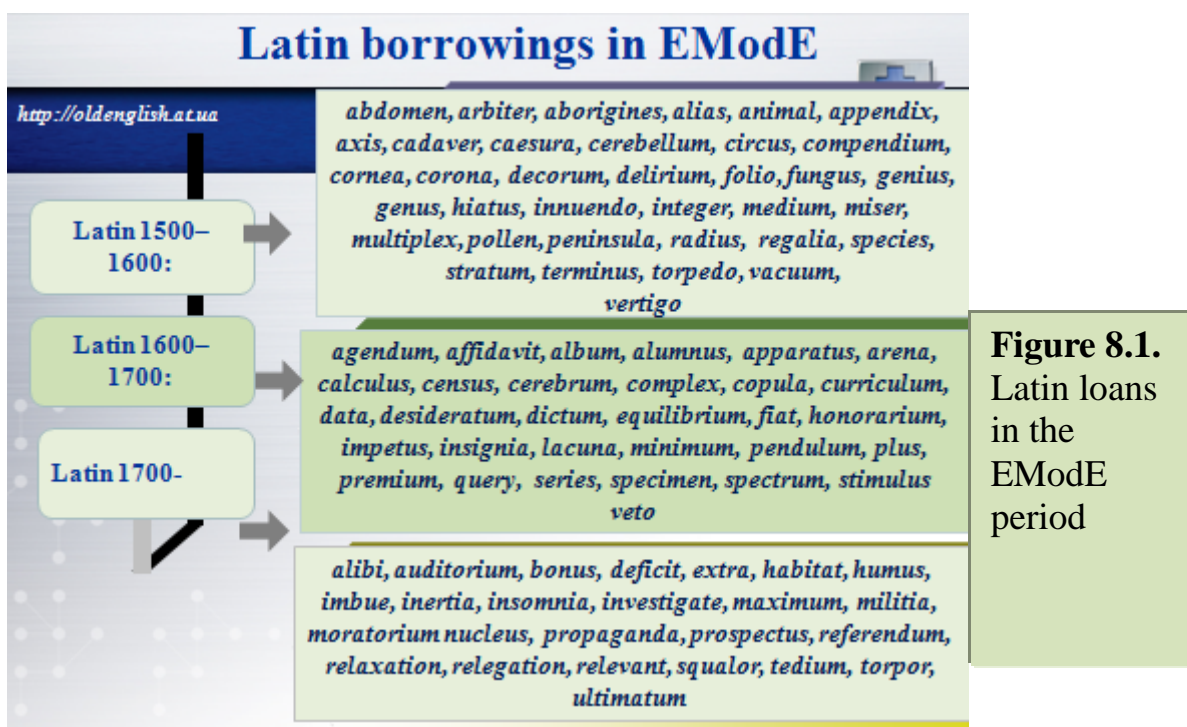 Latin borrowings in EModE
http://oldenglish.at.ua
Latin 1500–
1600:
abdomen, arbiter, aborigines, alias, animal, appendix,
axis, cadaver, caesura, cerebellum, circus, compendium,
cornea, corona, decorum, delirium, folio, fungus, genius,
genus, hiatus, innuendo, integer, medium, miser,
multiplex, pollen, peninsula, radius, regalia, species,
stratum, terminus, torpedo, vacuum,
vertigo
Latin 1600–
1700:
agendum, affidavit, album, alumnus, apparatus, arena,
calculus, census, cerebrum, complex, copula, curriculum,
data, desideratum, dictum, equilibrium, fiat, honorarium,
impetus, insignia, lacuna, minimum, pendulum, plus,
premium, query, series, specimen, spectrum, stimulus
veto
Latin 1700-
alibi, auditorium, bonus, deficit, extra, habitat, humus,
imbue, inertia, insomnia, investigate, maximum, militia,
moratorium nucleus, propaganda, prospectus, referendum,
relaxation, relegation, relevant, squalor, tedium, torpor,
ultimatum
Figure 8.1.
Latin loans
in the
EModE
period